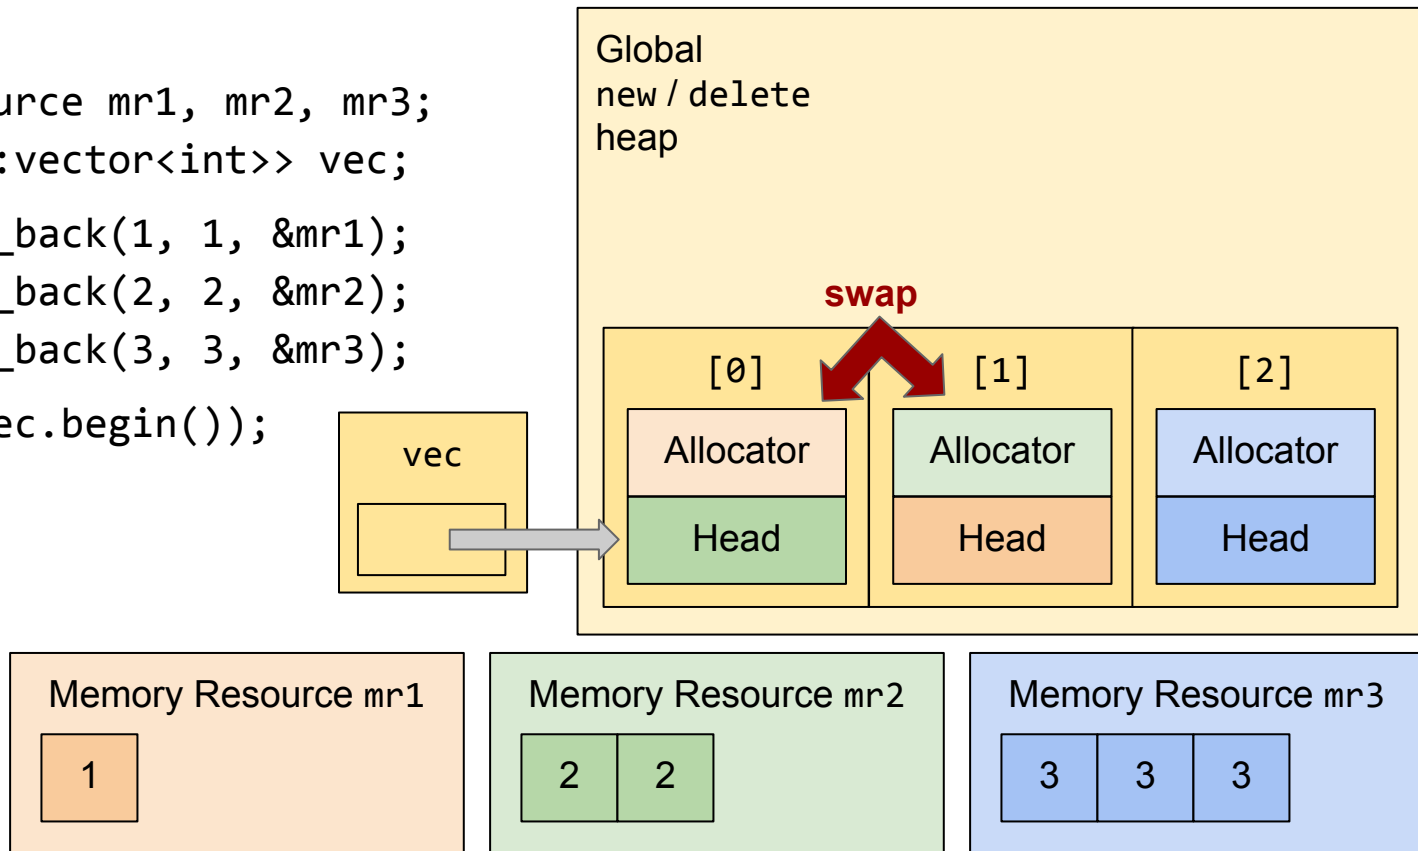 urce mr1, mr2, mr3;
:vector<int>> vec;
_back(1, 1, &mr1);
_back(2, 2, &mr2);
_back(3, 3, &mr3);
ec.begin());
Global
new / delete
heap
swap
vec
[0] [1] [2]
Allocator Allocator Allocator
Head Head Head
Memory Resource mr1 Memory Resource mr2 Memory Resource mr3
1 2 2 3 3 3